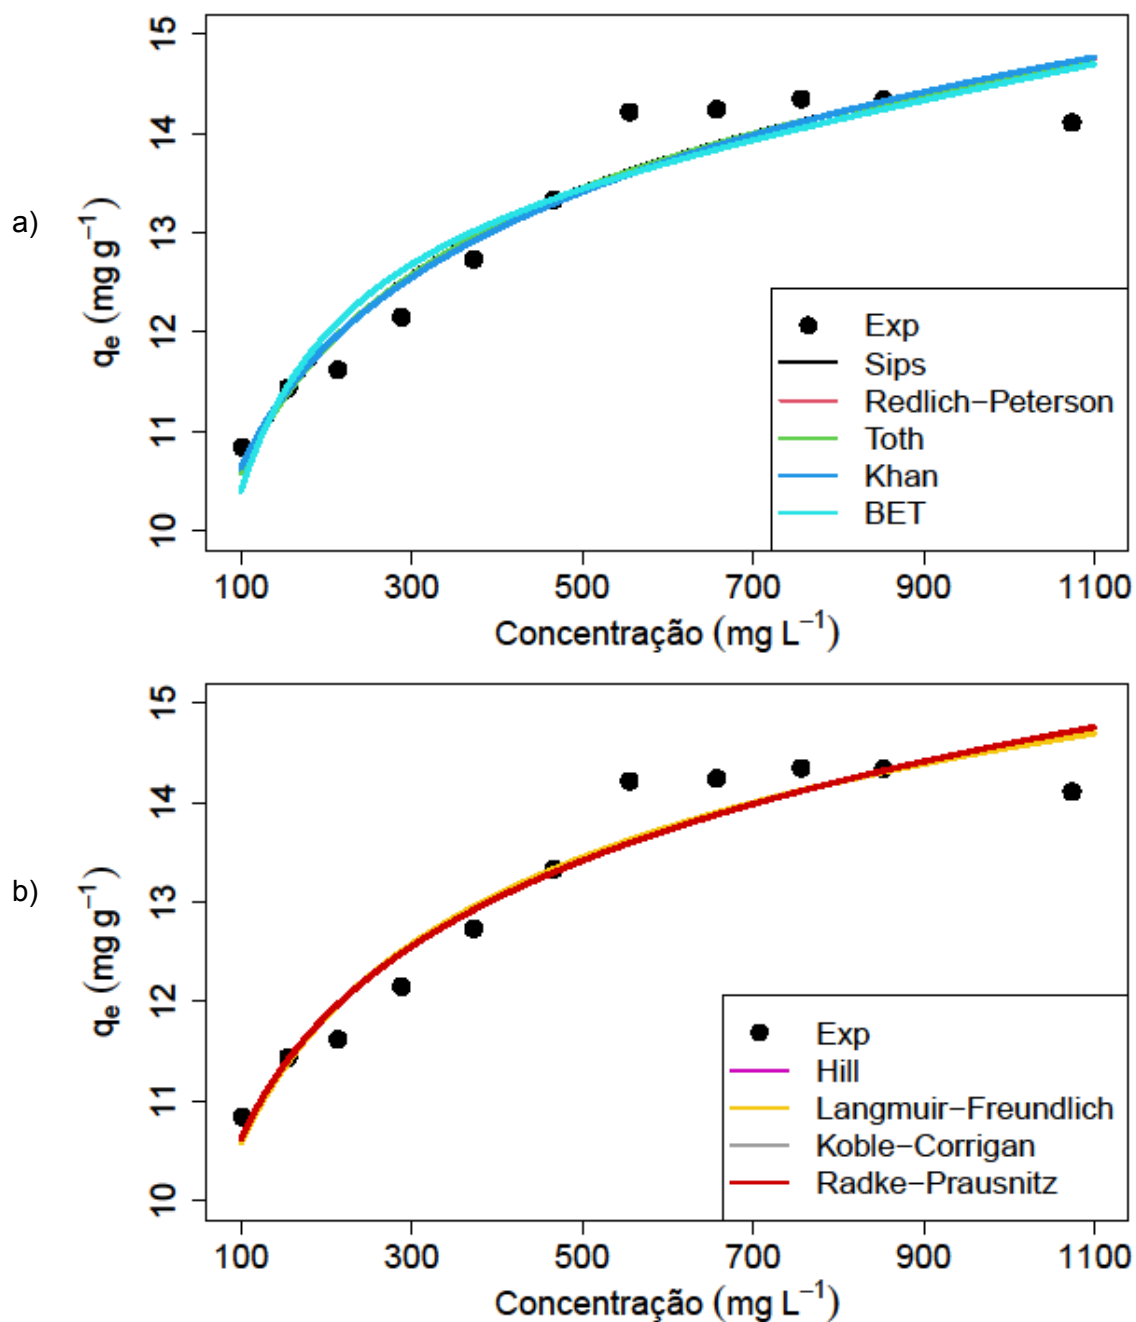 a)
15
14
13
12
11
10
qe (mg g−1)
Exp
Sips
Redlich−Peterson
Toth
Khan
BET
100 300 500 700 900 1100
Concentração (mg L−1)
b)
15
14
13
12
11
10
qe (mg g−1)
Exp
Hill
Langmuir−Freundlich
Koble−Corrigan
Radke−Prausnitz
100 300 500 700 900 1100
Concentração (mg L−1)